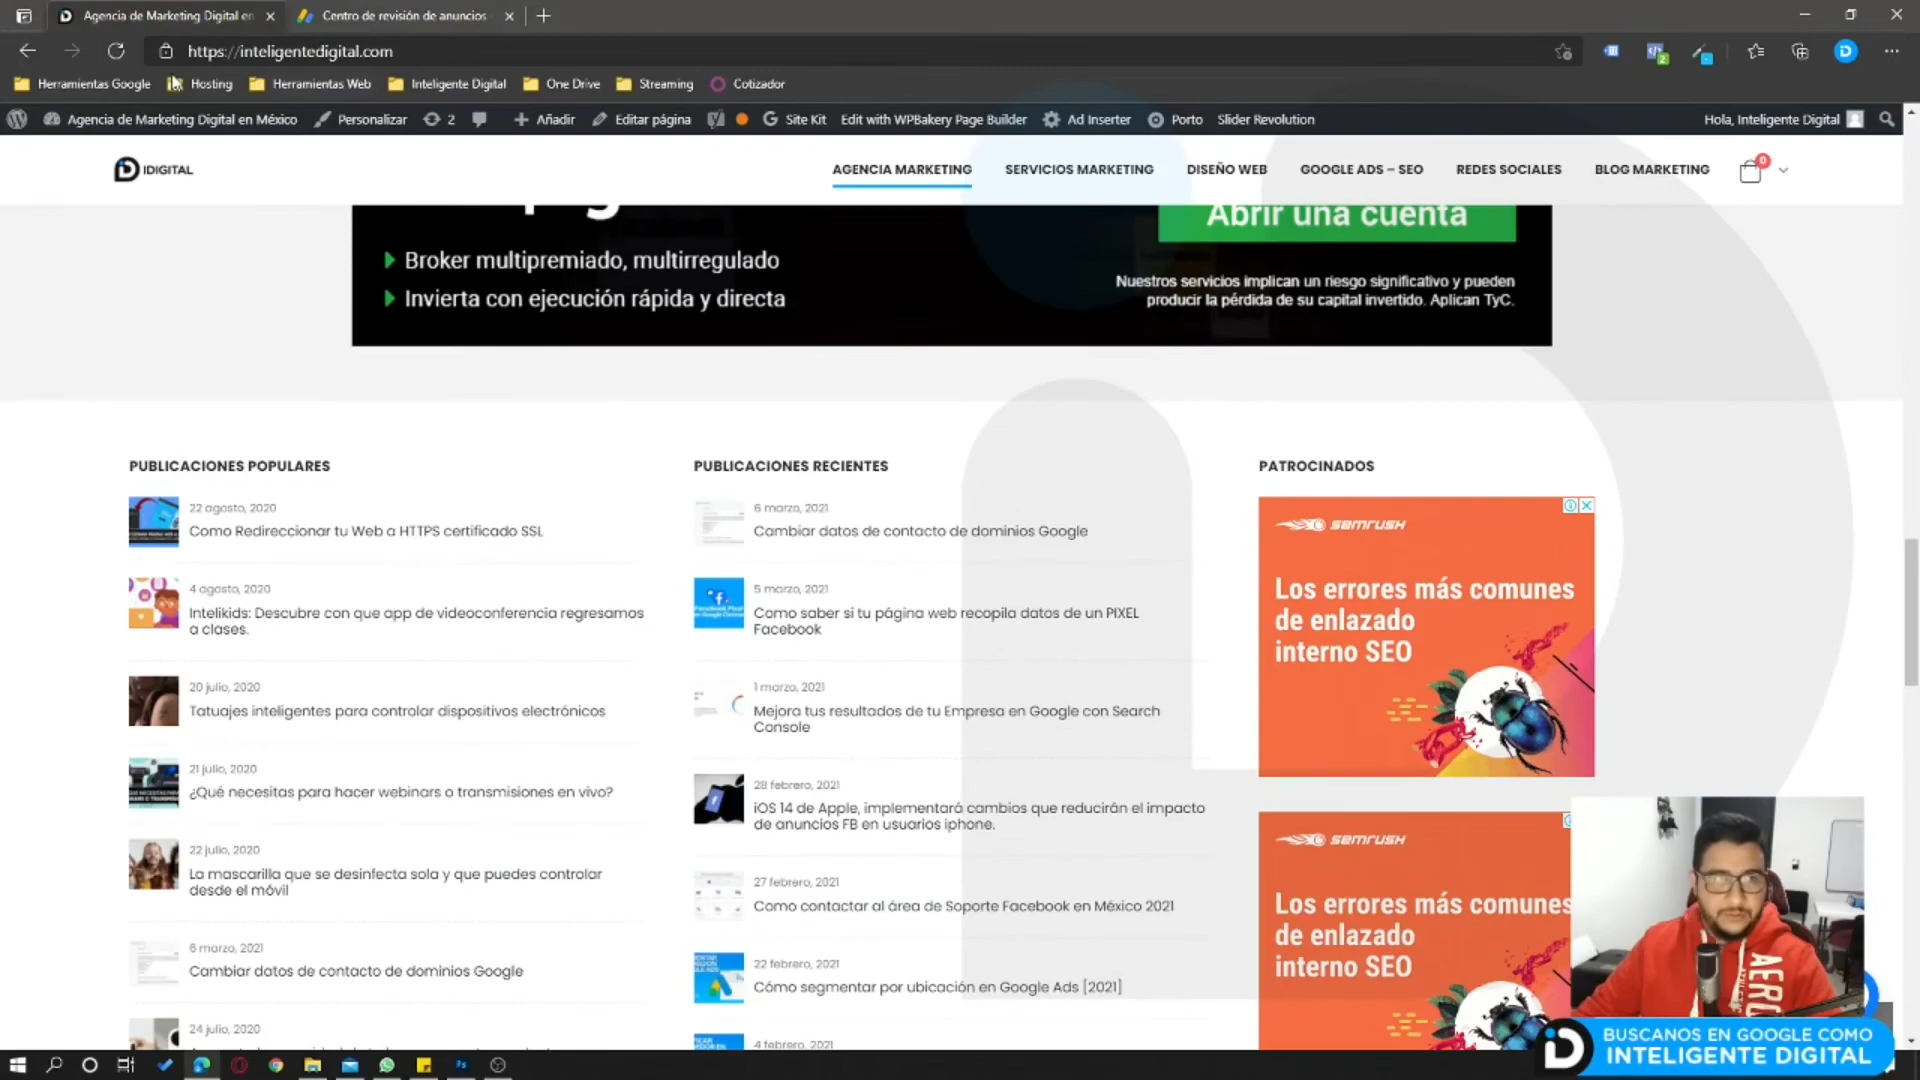 Agencia de Marketing Digital en
Centro de revisión de anuncios
https://inteligentedigital.com
Herramientas Google
Hosting
Herramientas Web
Inteligente Digital
One Drive
Streaming
Cotizador
Agencia de Marketing Digital en México
Personalizar
2
Añadir
Editar página
Site Kit
Edit with WPBakery Page Builder
Ad Inserter
Porto
Slider Revolution
Hola, Inteligente Digital
IDIGITAL
AGENCIA MARKETING
SERVICIOS MARKETING
DISEÑO WEB
GOOGLE ADS – SEO
REDES SOCIALES
BLOG MARKETING
0
Abrir una cuenta
Broker multipremiado, multirregulado
Invierta con ejecución rápida y directa
Nuestros servicios implican un riesgo significativo y pueden
producir la pérdida de su capital invertido. Aplican TyC.
PUBLICACIONES POPULARES
22 agosto, 2020
Como Redireccionar tu Web a HTTPS certificado SSL
4 agosto, 2020
Intelikids: Descubre con que app de videoconferencia regresamos
a clases.
20 julio, 2020
Tatuajes inteligentes para controlar dispositivos electrónicos
21 julio, 2020
¿Qué necesitas para hacer webinars o transmisiones en vivo?
22 julio, 2020
La mascarilla que se desinfecta sola y que puedes controlar
desde el móvil
6 marzo, 2021
Cambiar datos de contacto de dominios Google
24 julio, 2020
PUBLICACIONES RECIENTES
6 marzo, 2021
Cambiar datos de contacto de dominios Google
5 marzo, 2021
Como saber si tu página web recopila datos de un PIXEL
Facebook
1 marzo, 2021
Mejora tus resultados de tu Empresa en Google con Search
Console
28 febrero, 2021
iOS 14 de Apple, implementará cambios que reducirán el impacto
de anuncios FB en usuarios iphone.
27 febrero, 2021
Como contactar al área de Soporte Facebook en México 2021
22 febrero, 2021
Cómo segmentar por ubicación en Google Ads [2021]
4 febrero, 2021
PATROCINADOS
semrush
Los errores más comunes
de enlazado
interno SEO
semrush
Los errores más comunes
de enlazado
interno SEO
AERO
BUSCANOS EN GOOGLE COMO
INTELIGENTE DIGITAL